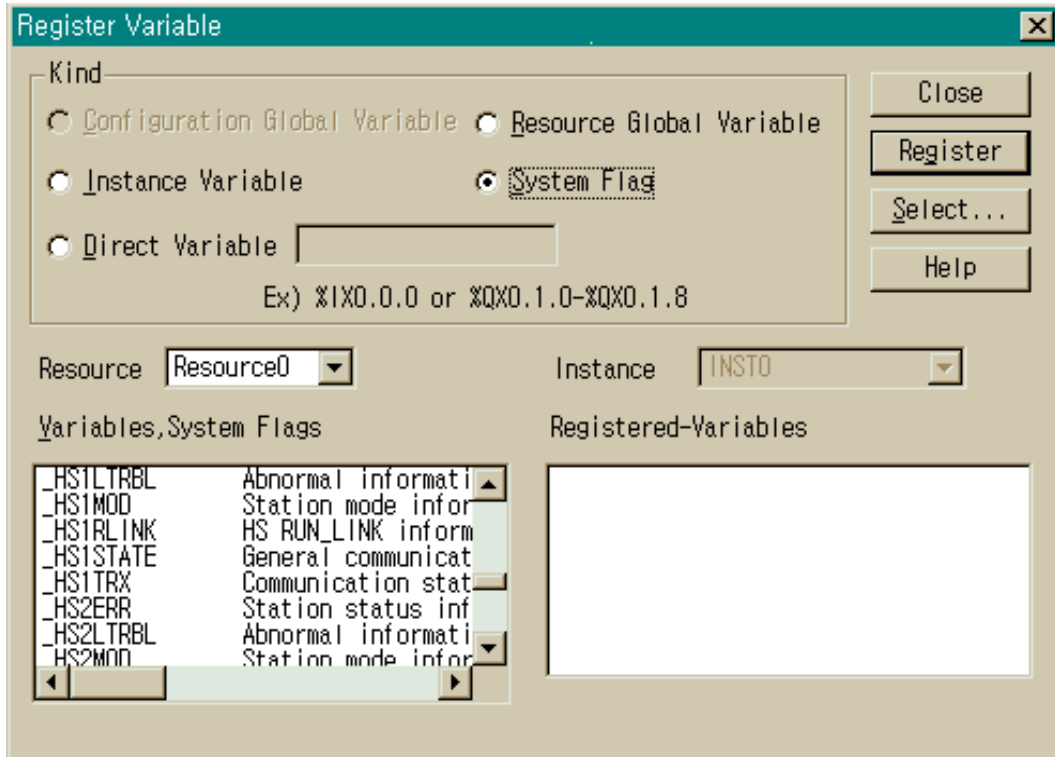 Register Variable
Kind
Configuration Global Variable
Resource Global Variable
Instance Variable
System Flag
Direct Variable
Ex) %IX0.0.0 or %QX0.1.0-%QX0.1.8
Close
Register
Select...
Help
Resource
Resource0
Instance
INST0
Variables,System Flags
Registered-Variables
_HS1LTRBL Abnormal informati
_HS1MOD Station mode infor
_HS1RLINK HS RUN_LINK inform
_HS1STATE General communicat
_HS1TRX Communication stat
_HS2ERR Station status inf
_HS2LTRBL Abnormal informati
_HS2MOD Station mode infor